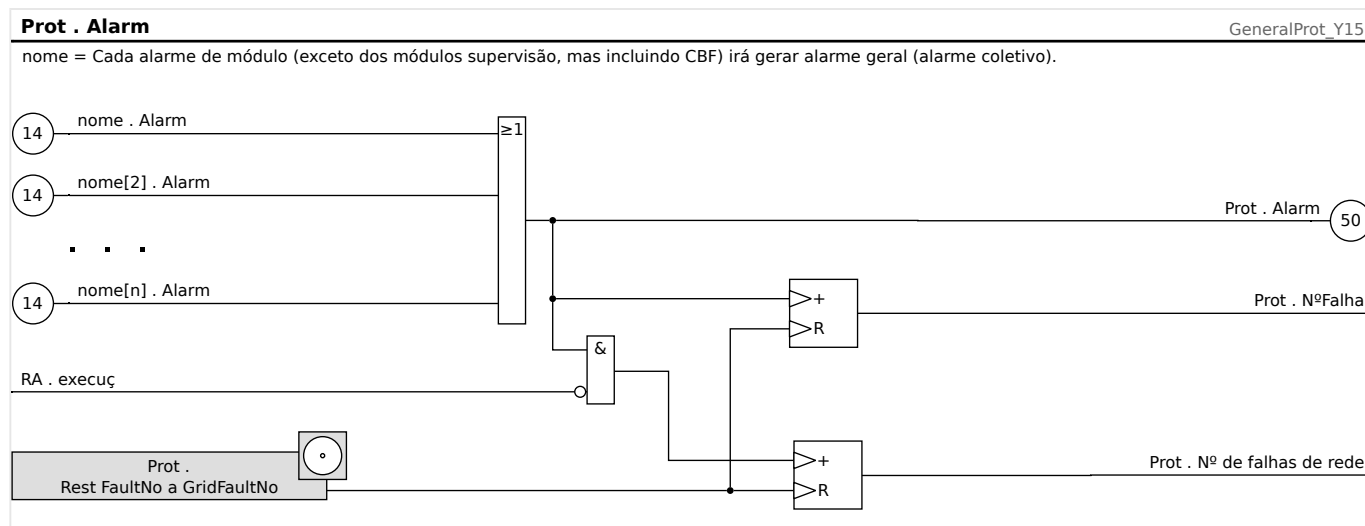 Prot . Alarm
GeneralProt_Y15
nome = Cada alarme de módulo (exceto dos módulos supervisão, mas incluindo CBF) irá gerar alarme geral (alarme coletivo).
14
nome . Alarm
≥1
14
nome[2] . Alarm
Prot . Alarm
50
14
nome[n] . Alarm
+
Prot . NºFalha
R
&
RA . execuç
+
Prot . Nº de falhas de rede
R
Prot .
Rest FaultNo a GridFaultNo